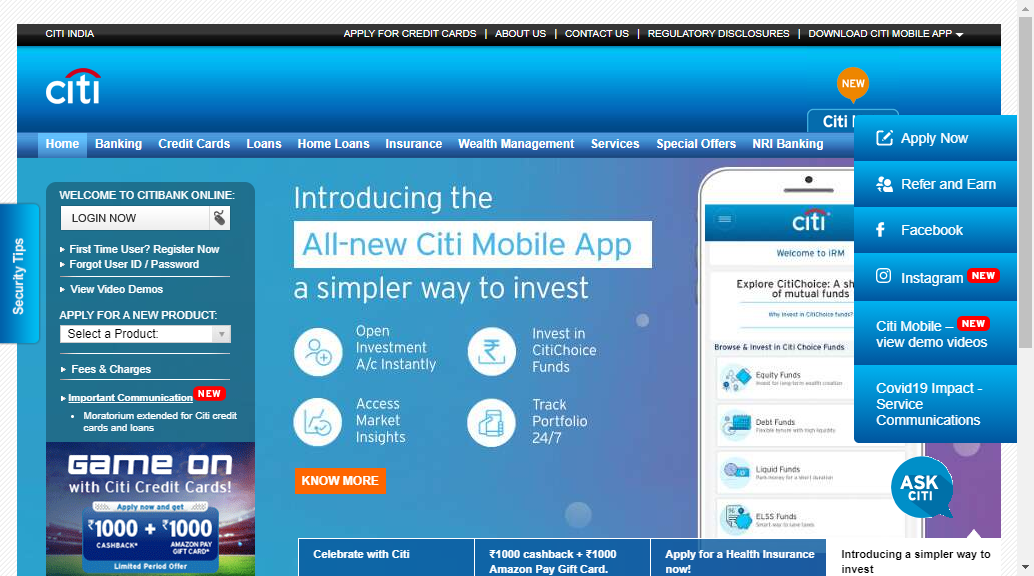 CITI INDIA
APPLY FOR CREDIT CARDS | ABOUT US | CONTACT US | REGULATORY DISCLOSURES | DOWNLOAD CITI MOBILE APP
citi
NEW
Citi
Home Banking Credit Cards Loans Home Loans Insurance Wealth Management Services Special Offers NRI Banking
Apply Now
Refer and Earn
Facebook
Instagram NEW
Citi Mobile – NEW
view demo videos
Covid19 Impact -
Service
Communications
Security Tips
WELCOME TO CITIBANK ONLINE:
LOGIN NOW
First Time User? Register Now
Forgot User ID / Password
View Video Demos
APPLY FOR A NEW PRODUCT:
Select a Product:
Fees & Charges
Important Communication NEW
Moratorium extended for Citi credit
cards and loans
GAME ON
with Citi Credit Cards!
Apply now and get
₹1000 + ₹1000
CASHBACK* AMAZON PAY
GIFT CARD*
Limited Period Offer
Introducing the
All-new Citi Mobile App
a simpler way to invest
Open
Investment
A/c Instantly
Invest in
CitiChoice
Funds
Access
Market
Insights
Track
Portfolio
24/7
KNOW MORE
citi
Welcome to iRM
Explore CitiChoice: A sh
of mutual funds
Why invest in CitiChoice funds?
Browse & Invest in Citi Choice Funds
Equity Funds
Invest for long-term wealth creation
Debt Funds
Flexible tenure with high liquidity
Liquid Funds
Park money for a short duration
ELSS Funds
Smart way to save taxes
ASK
CITI
Celebrate with Citi
₹1000 cashback + ₹1000
Amazon Pay Gift Card.
Apply for a Health Insurance
now!
Introducing a simpler way to
invest